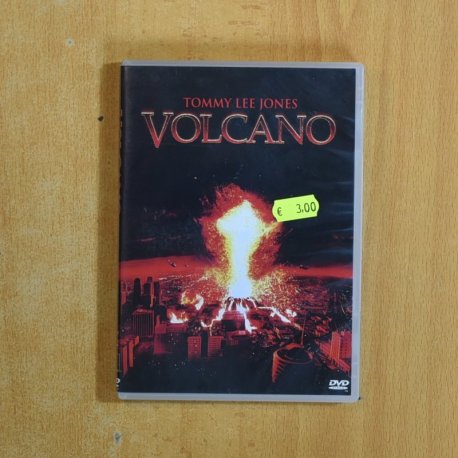 TOMMY LEE JONES
VOLCANO
€ 3.00
DVD